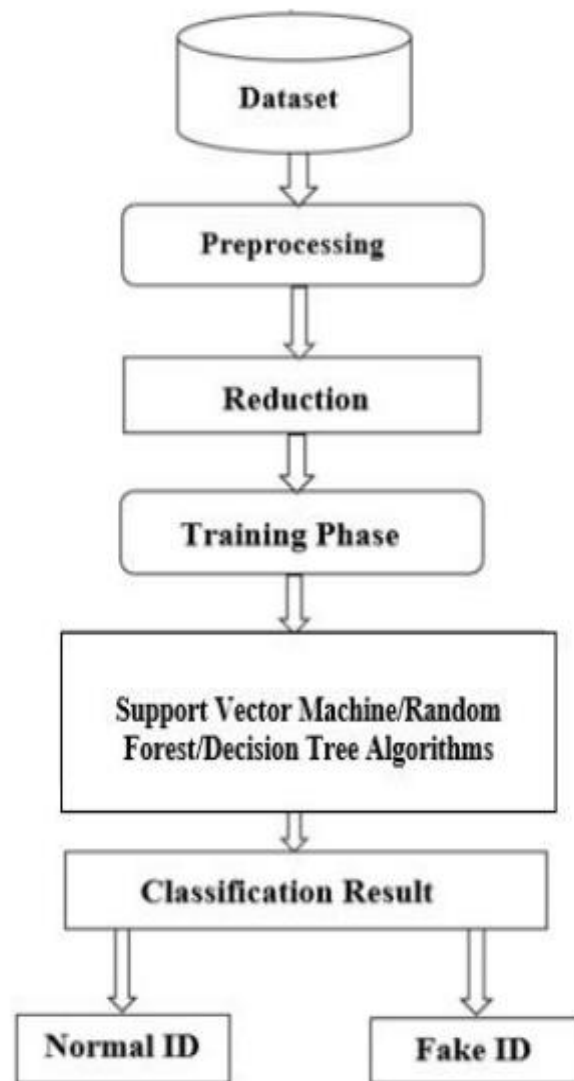 Dataset
Preprocessing
Reduction
Training Phase
Support Vector Machine/Random
Forest/Decision Tree Algorithms
Classification Result
Normal ID
Fake ID